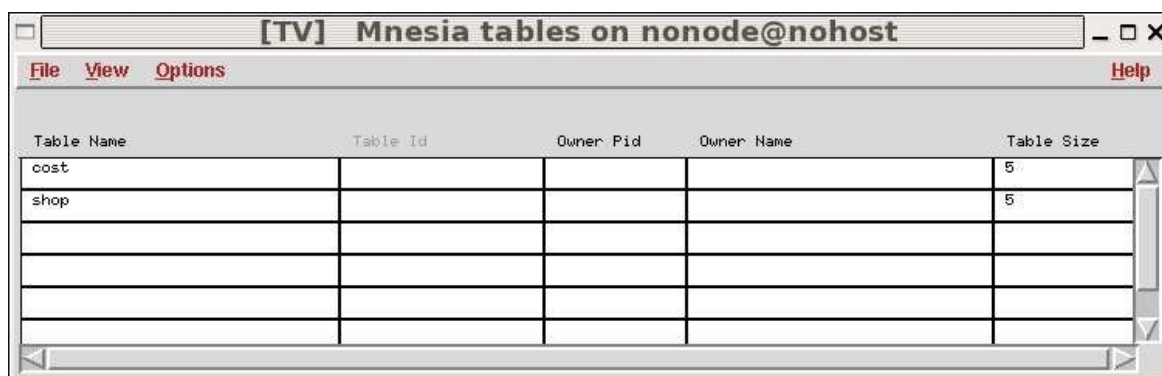 [TV] Mnesia tables on nonode@nohost
File View Options Help
Table Name Table Id Owner Pid Owner Name Table Size
cost 5
shop 5